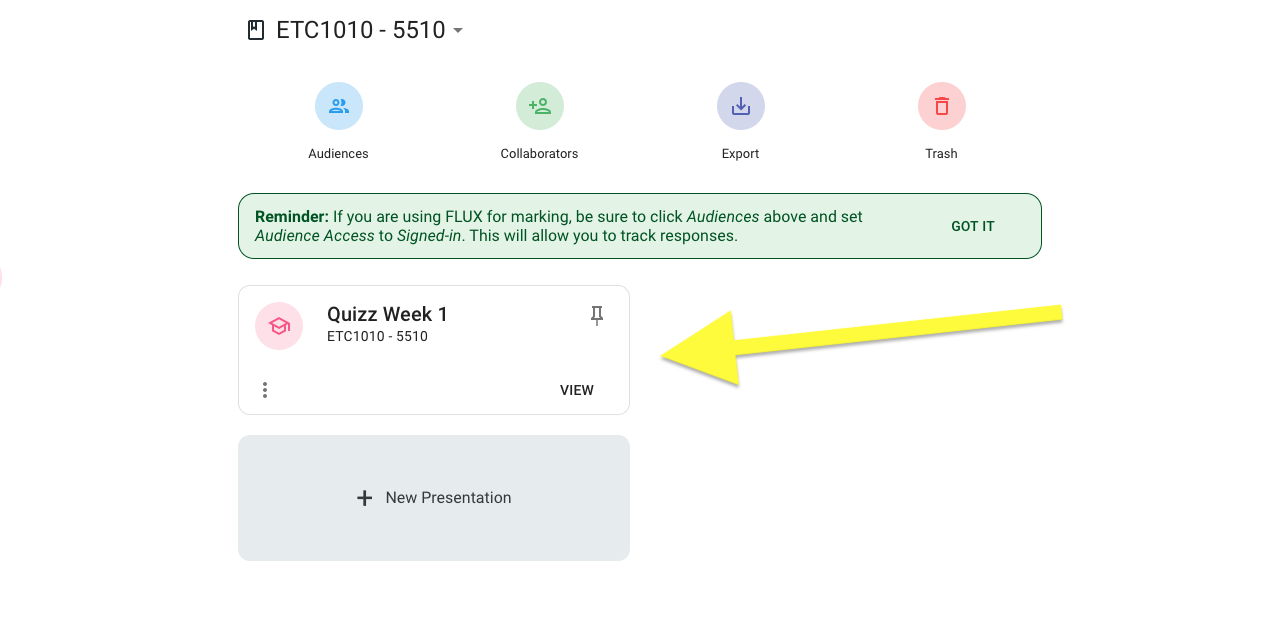 ETC1010 - 5510
Audiences
Collaborators
Export
Trash
Reminder: If you are using FLUX for marking, be sure to click Audiences above and set
Audience Access to Signed-in. This will allow you to track responses.
GOT IT
Quizz Week 1
ETC1010 - 5510
VIEW
New Presentation